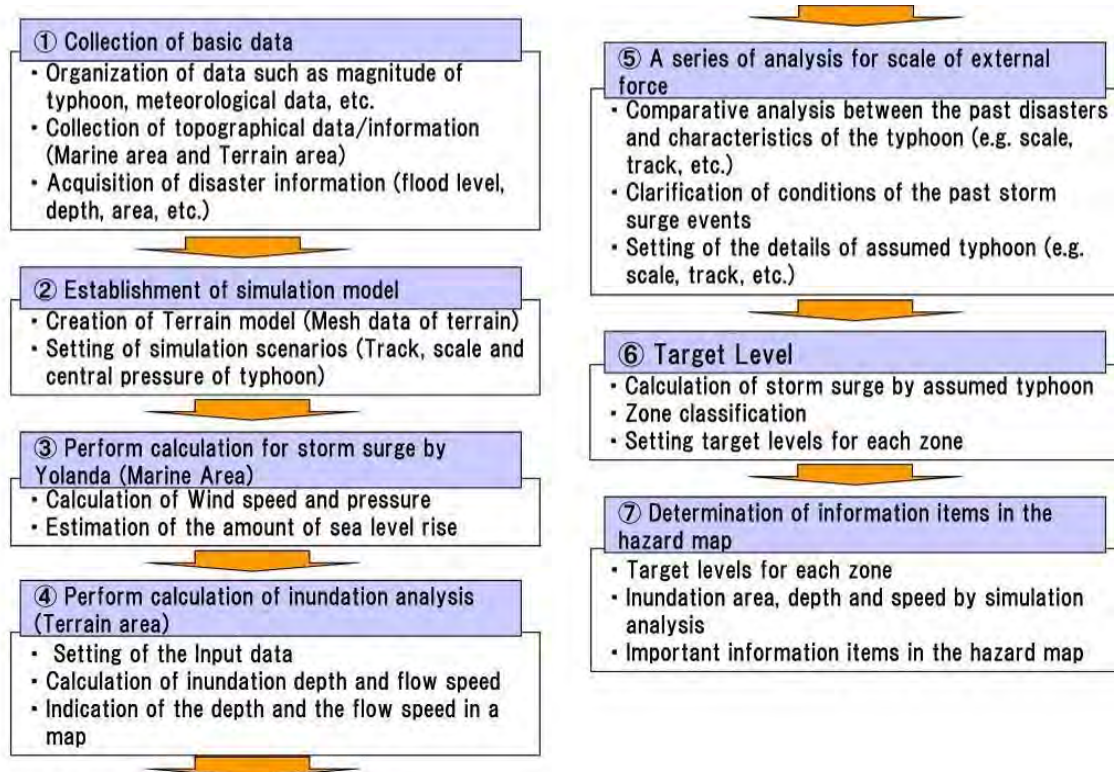 ① Collection of basic data
・Organization of data such as magnitude of
typhoon, meteorological data, etc.
・Collection of topographical data/information
(Marine area and Terrain area)
・Acquisition of disaster information (flood level,
depth, area, etc.)
② Establishment of simulation model
・Creation of Terrain model (Mesh data of terrain)
・Setting of simulation scenarios (Track, scale and
central pressure of typhoon)
③ Perform calculation for storm surge by
Yolanda (Marine Area)
・Calculation of Wind speed and pressure
・Estimation of the amount of sea level rise
④ Perform calculation of inundation analysis
(Terrain area)
・ Setting of the Input data
・Calculation of inundation depth and flow speed
・Indication of the depth and the flow speed in a
map
⑤ A series of analysis for scale of external
force
・Comparative analysis between the past disasters
and characteristics of the typhoon (e.g. scale,
track, etc.)
・Clarification of conditions of the past storm
surge events
・Setting of the details of assumed typhoon (e.g.
scale, track, etc.)
⑥ Target Level
・Calculation of storm surge by assumed typhoon
・Zone classification
・Setting target levels for each zone
⑦ Determination of information items in the
hazard map
・Target levels for each zone
・Inundation area, depth and speed by simulation
analysis
・Important information items in the hazard map